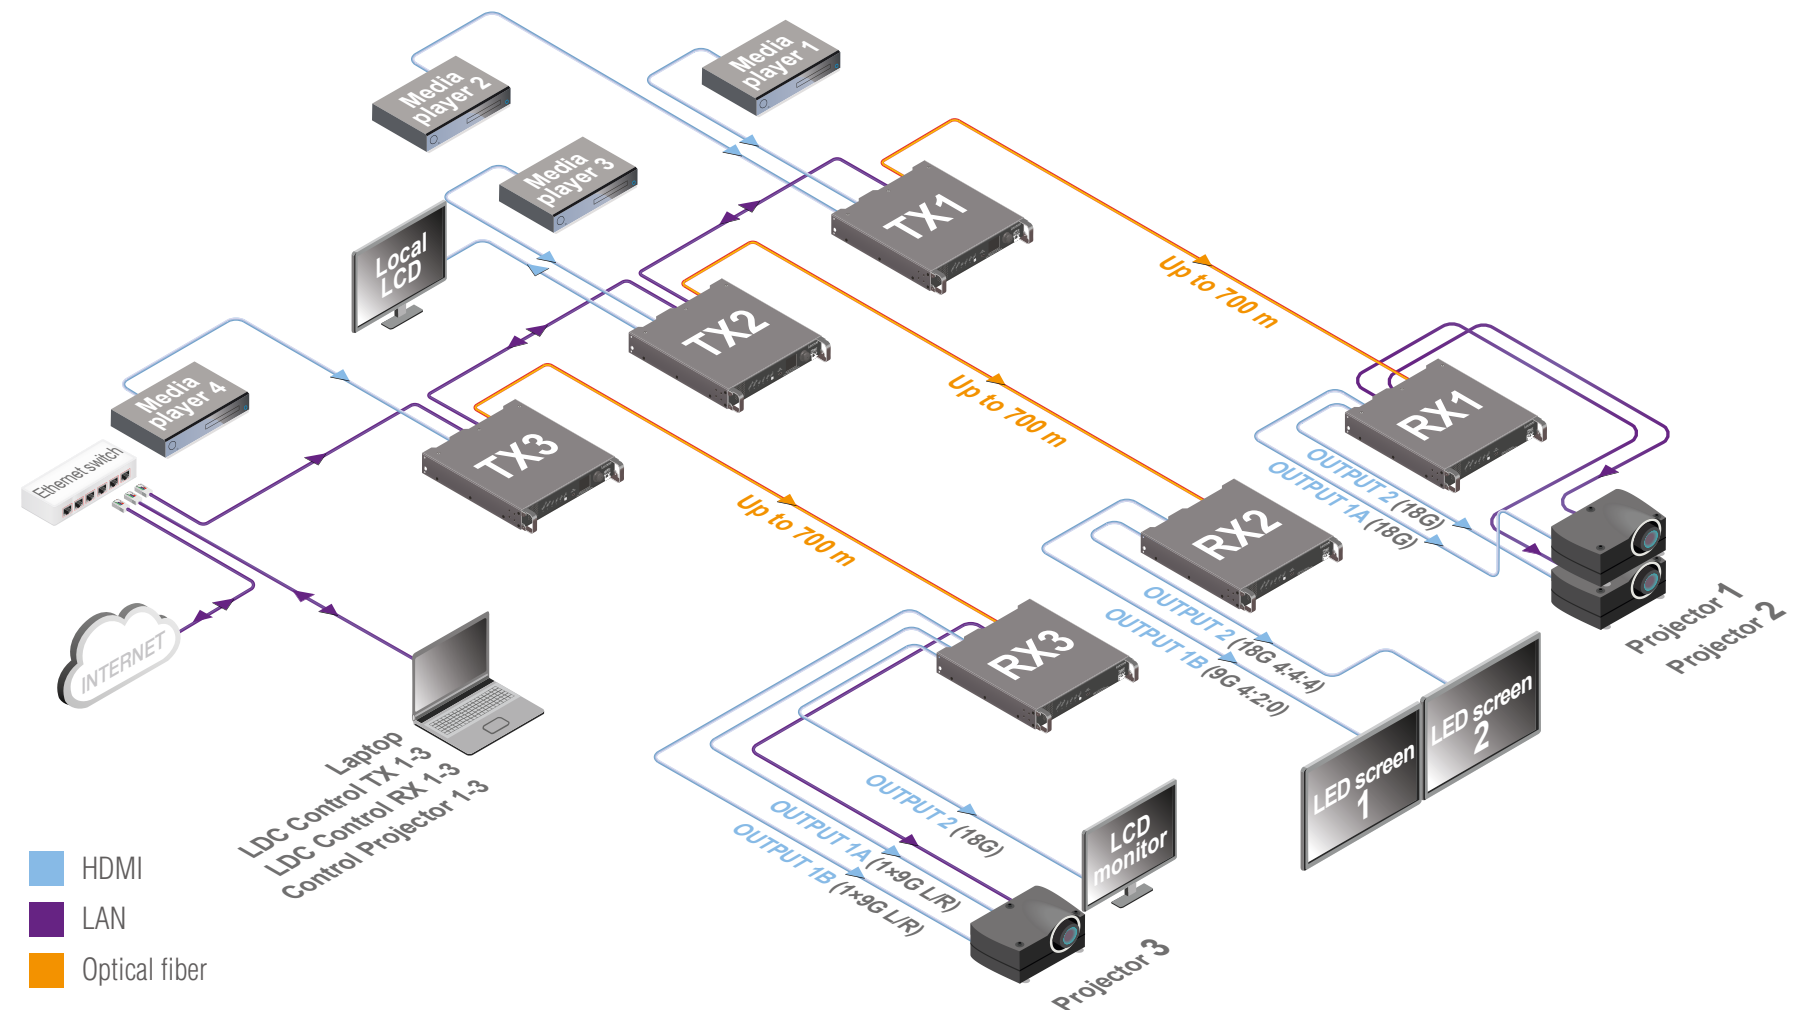 Media
player 1
Media
player 2
Media
player 3
TX1
Local
LCD
Up to 700 m
TX2
Media
player 4
Up to 700 m
RX1
TX3
Ethernet switch
OUTPUT 2 (18G)
OUTPUT 1A (18G)
Up to 700 m
RX2
Projector 1
Projector 2
OUTPUT 2 (18G 4:4:4)
OUTPUT 1B (9G 4:2:0)
INTERNET
RX3
LED screen
2
LED screen
1
Laptop
LDC Control TX 1-3
LDC Control RX 1-3
Control Projector 1-3
OUTPUT 2 (18G)
OUTPUT 1A (1×9G L/R)
OUTPUT 1B (1×9G L/R)
LCD
monitor
Projector 3
HDMI
LAN
Optical fiber